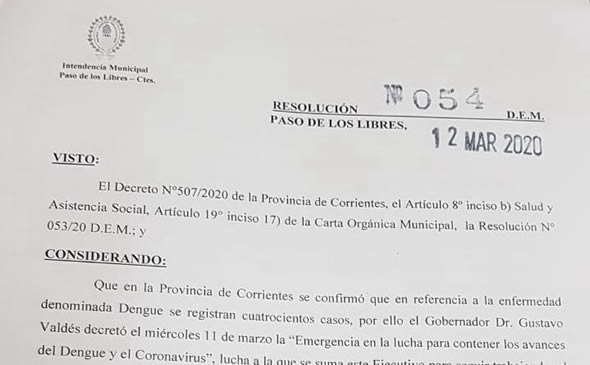 Intendencia Municipal
Paso de los Libres – Ctes.
RESOLUCIÓN Nº 054 D.E.M.
PASO DE LOS LIBRES, 12 MAR 2020
VISTO:
El Decreto N°507/2020 de la Provincia de Corrientes, el Artículo 8º inciso b) Salud y
Asistencia Social, Artículo 19º inciso 17) de la Carta Orgánica Municipal, la Resolución N°
053/20 D.E.M.; y
CONSIDERANDO:
Que en la Provincia de Corrientes se confirmó que en referencia a la enfermedad
denominada Dengue se registran cuatrocientos casos, por ello el Gobernador Dr. Gustavo
Valdés decretó el miércoles 11 de marzo la “Emergencia en la lucha para contener los avances
del Dengue y el Coronavirus”, lucha a la que se suma este Ejecutivo para